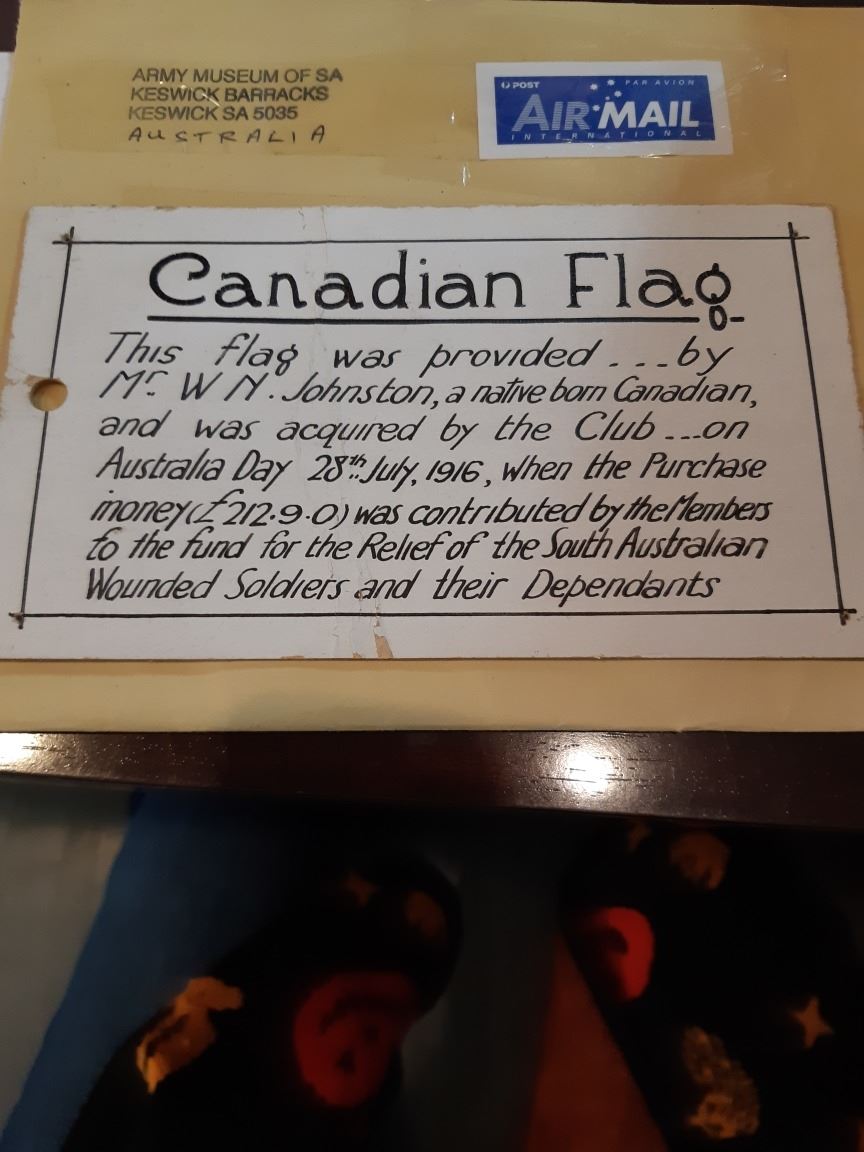 ARMY MUSEUM OF SA
KESWICK BARRACKS
KESWICK SA 5035
AUSTRALIA
POST PAR AVION
AIR MAIL
INTERNATIONAL
Canadian Flag
This flag was provided ... by
Mr. W N. Johnston, a native born Canadian,
and was acquired by the Club ... on
Australia Day 28th July, 1916, when the Purchase
money (£212.9.0) was contributed by the Members
to the fund for the Relief of the South Australian
Wounded Soldiers and their Dependants